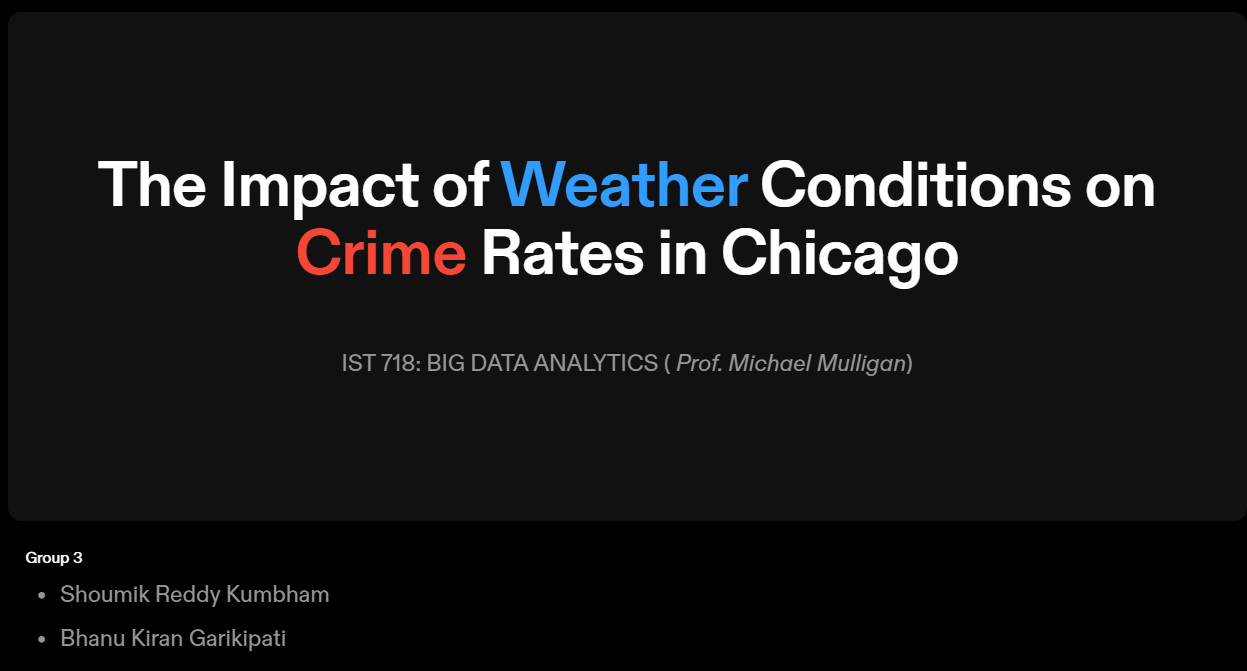 The Impact of Weather Conditions on
Crime Rates in Chicago
IST 718: BIG DATA ANALYTICS ( Prof. Michael Mulligan)
Group 3
• Shoumik Reddy Kumbham
• Bhanu Kiran Garikipati